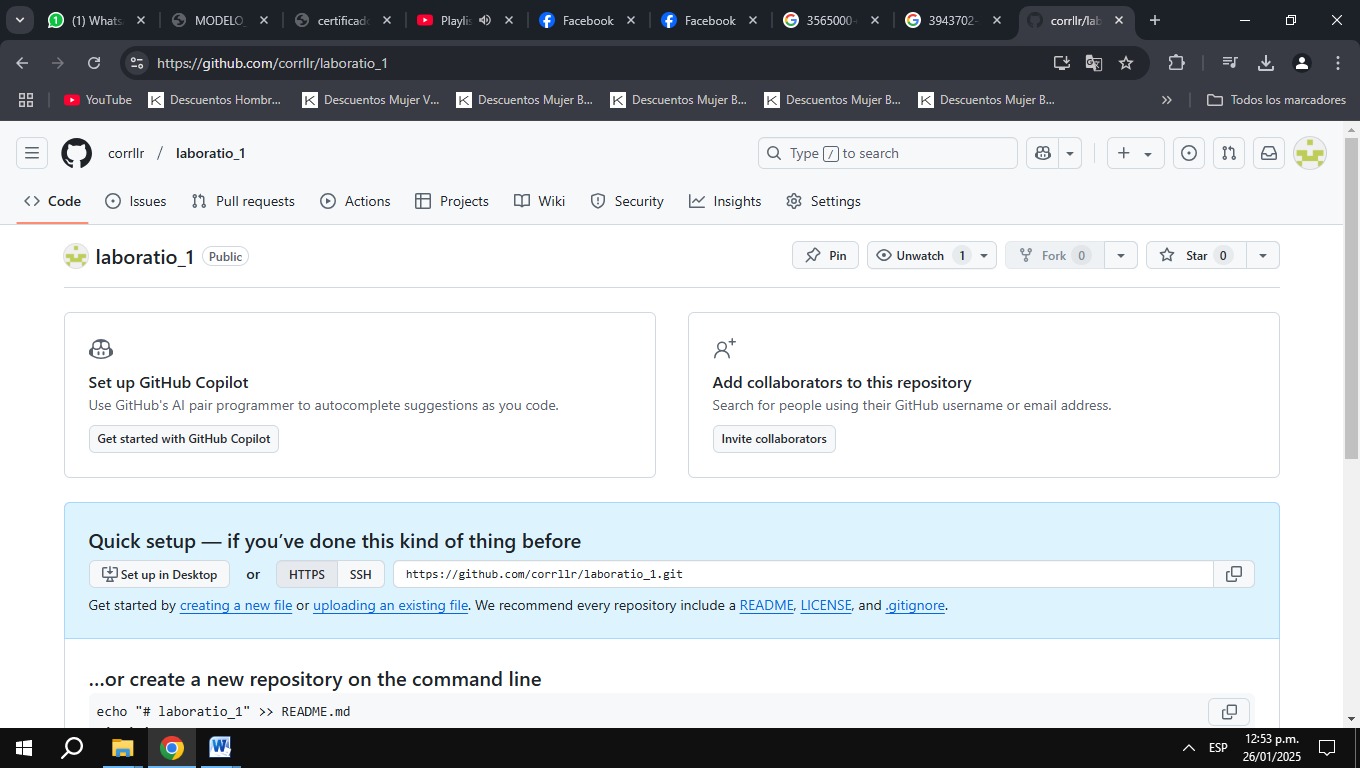 (1) Whats
MODELO_
certificado
Playlis
Facebook
Facebook
3565000-
3943702-
corrllr/lab
https://github.com/corrllr/laboratio_1
YouTube
Descuentos Hombr...
Descuentos Mujer V...
Descuentos Mujer B...
Descuentos Mujer B...
Descuentos Mujer B...
Descuentos Mujer B...
Todos los marcadores
corrllr / laboratio_1
Type / to search
Code
Issues
Pull requests
Actions
Projects
Wiki
Security
Insights
Settings
laboratio_1 Public
Pin
Unwatch 1
Fork 0
Star 0
Set up GitHub Copilot
Use GitHub's AI pair programmer to autocomplete suggestions as you code.
Get started with GitHub Copilot
Add collaborators to this repository
Search for people using their GitHub username or email address.
Invite collaborators
Quick setup — if you’ve done this kind of thing before
Set up in Desktop or HTTPS SSH https://github.com/corrllr/laboratio_1.git
Get started by creating a new file or uploading an existing file. We recommend every repository include a README, LICENSE, and .gitignore.
…or create a new repository on the command line
echo "# laboratio_1" >> README.md
ESP
12:53 p.m.
26/01/2025